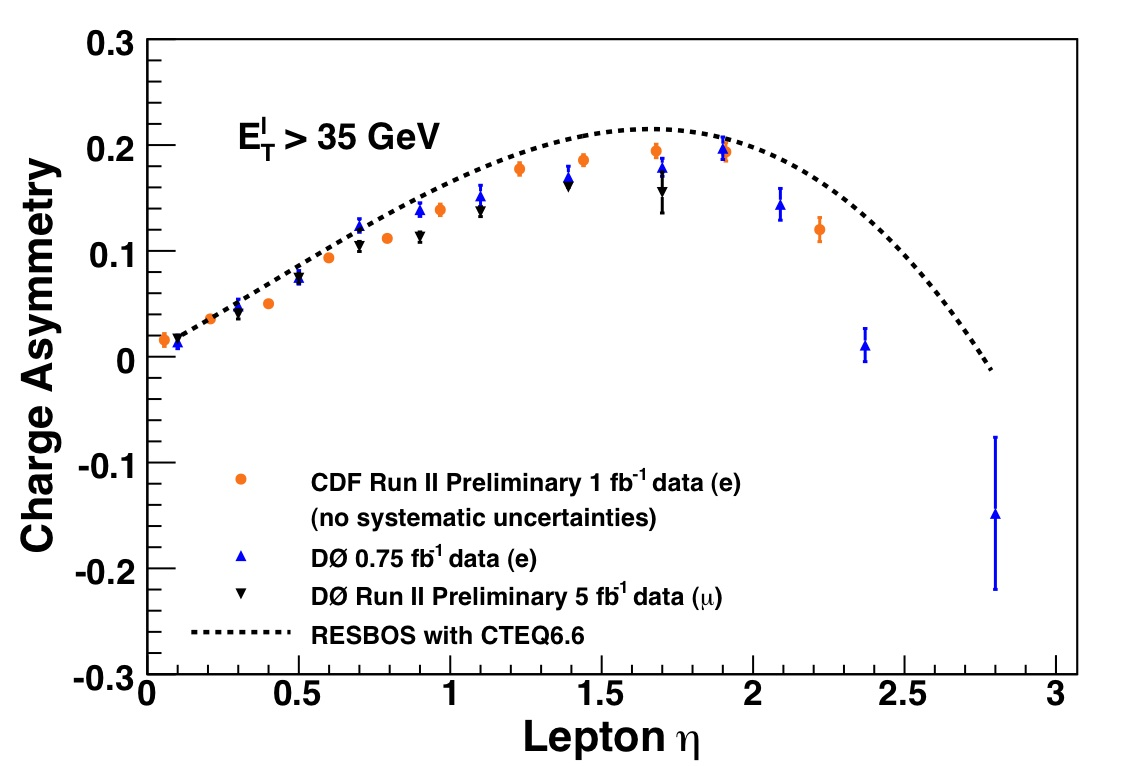 0.3
0.2
0.1
0
-0.1
-0.2
-0.3
Charge Asymmetry
E_T^l > 35 GeV
CDF Run II Preliminary 1 fb^-1 data (e)
(no systematic uncertainties)
DØ 0.75 fb^-1 data (e)
DØ Run II Preliminary 5 fb^-1 data (μ)
RESBOS with CTEQ6.6
0 0.5 1 1.5 2 2.5 3
Lepton η